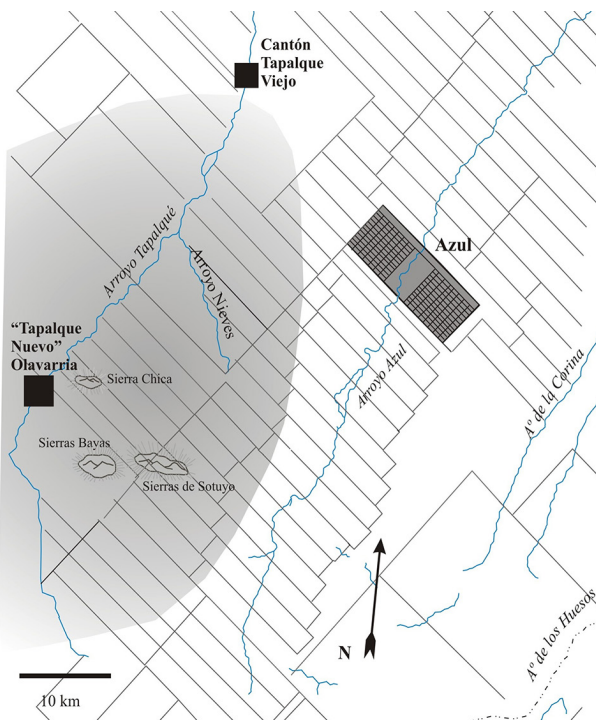 Cantón
Tapalque
Viejo
Arroyo Tapalqué
Arroyo Nieves
Azul
"Tapalque
Nuevo"
Olavarria
Sierra Chica
Arroyo Azul
Aº de la Corina
Sierras Bayas
Sierras de Sotuyo
N
Aº de los Huesos
10 km